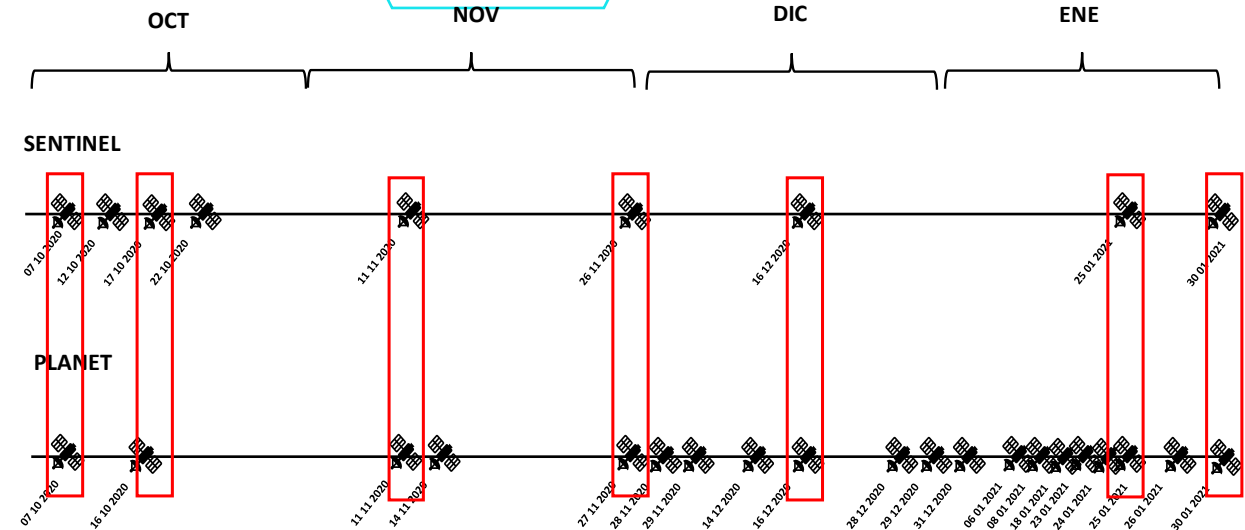 OCT
NOV
DIC
ENE
SENTINEL
07 10 2020
12 10 2020
17 10 2020
22 10 2020
11 11 2020
26 11 2020
16 12 2020
25 01 2021
30 01 2021
PLANET
07 10 2020
16 10 2020
11 11 2020
14 11 2020
27 11 2020
28 11 2020
29 11 2020
14 12 2020
16 12 2020
28 12 2020
29 12 2020
31 12 2020
06 01 2021
08 01 2021
18 01 2021
23 01 2021
24 01 2021
25 01 2021
26 01 2021
30 01 2021